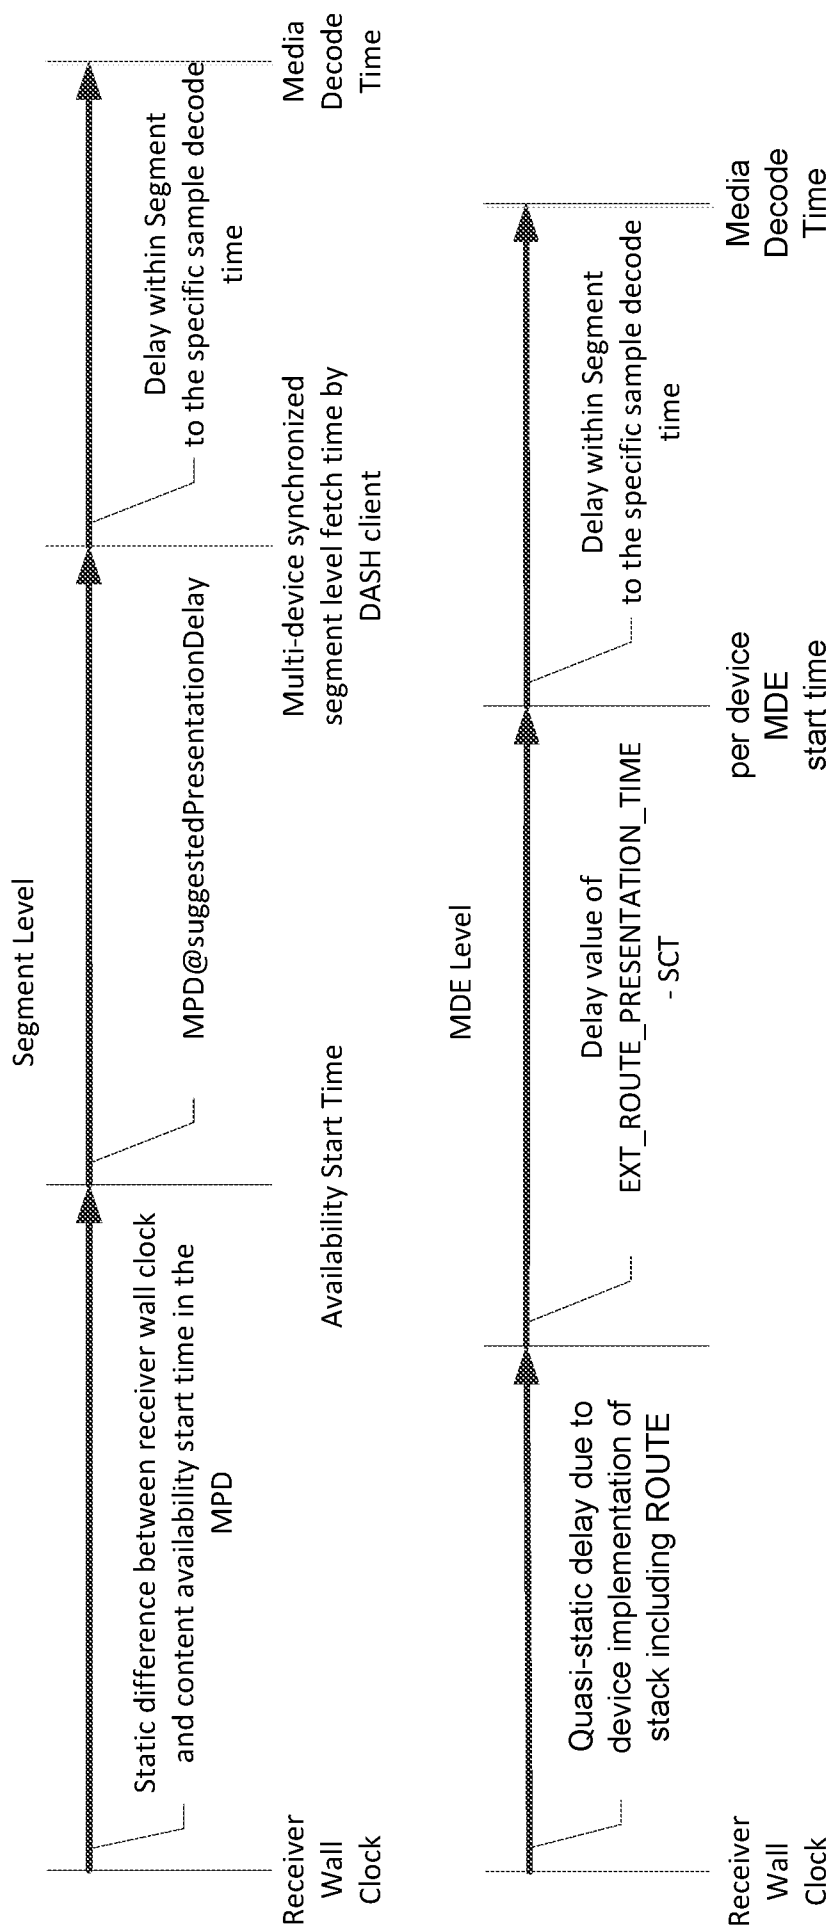 Segment Level
Static difference between receiver wall clock
and content availability start time in the
MPD
MPD@suggestedPresentationDelay
Delay within Segment
to the specific sample decode
time
Receiver
Wall
Clock
Availability Start Time
Multi-device synchronized
segment level fetch time by
DASH client
Media
Decode
Time
MDE Level
Quasi-static delay due to
device implementation of
stack including ROUTE
Delay value of
EXT_ROUTE_PRESENTATION_TIME
- SCT
Delay within Segment
to the specific sample decode
time
Receiver
Wall
Clock
per device
MDE
start time
Media
Decode
Time